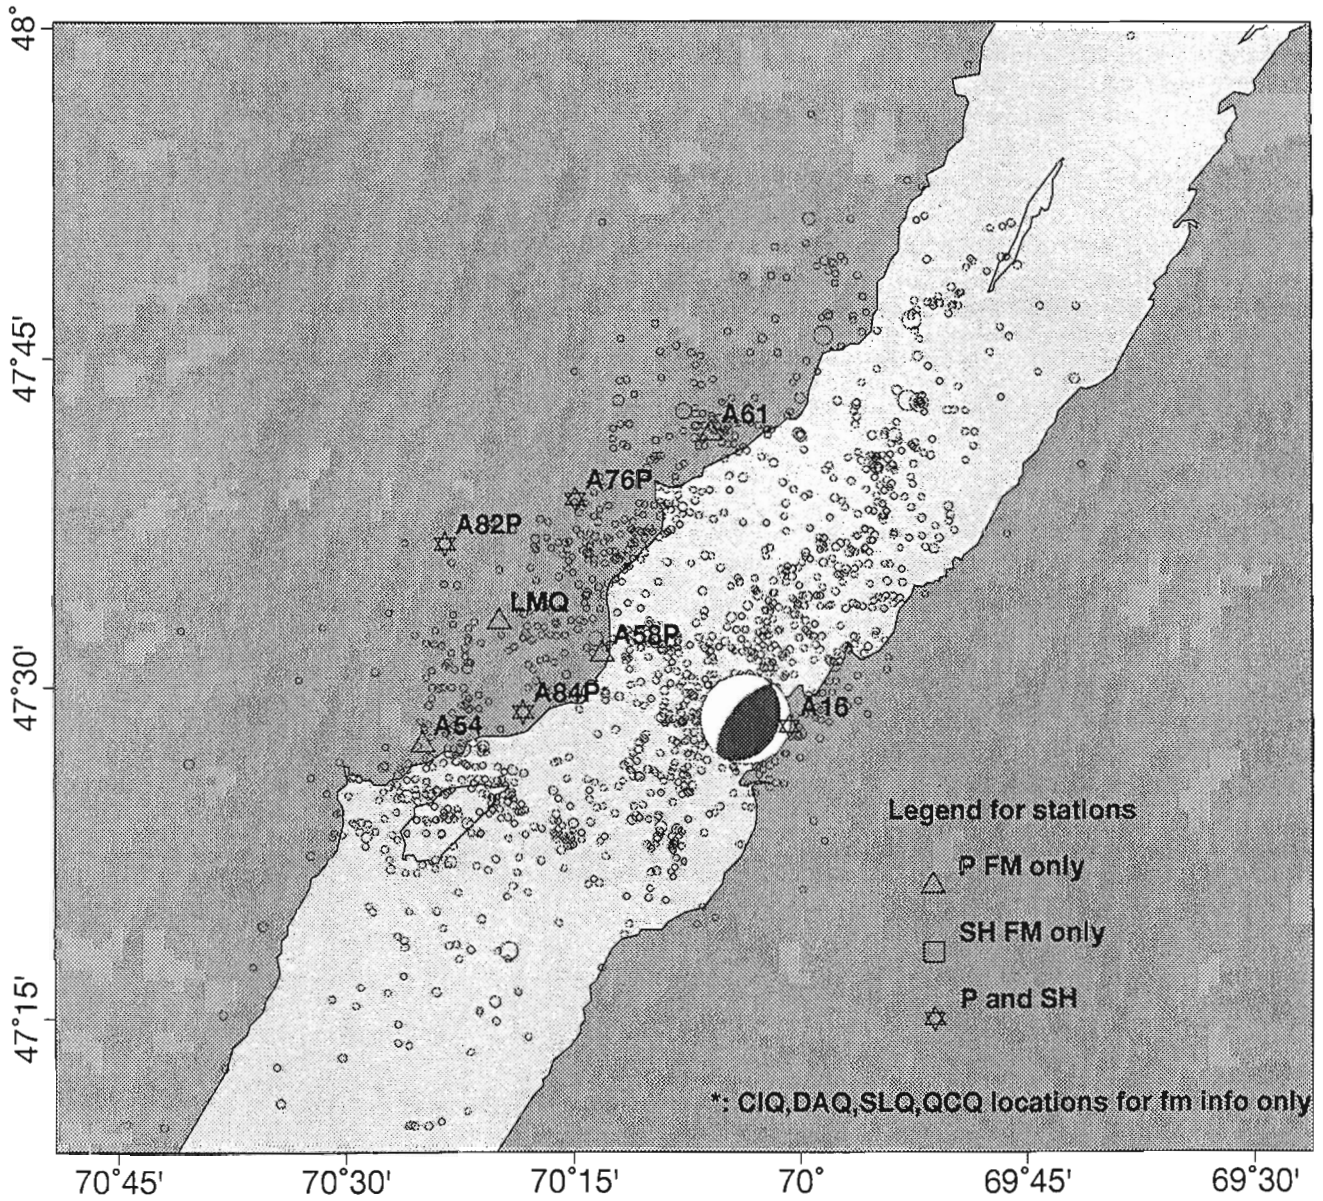 48°
47°45'
47°30'
47°15'
A61
A76P
A82P
LMQ
A58P
A84P
A54
A16
Legend for stations
P FM only
SH FM only
P and SH
*: CIQ,DAQ,SLQ,QCQ locations for fm info only
70°45' 70°30' 70°15' 70° 69°45' 69°30'